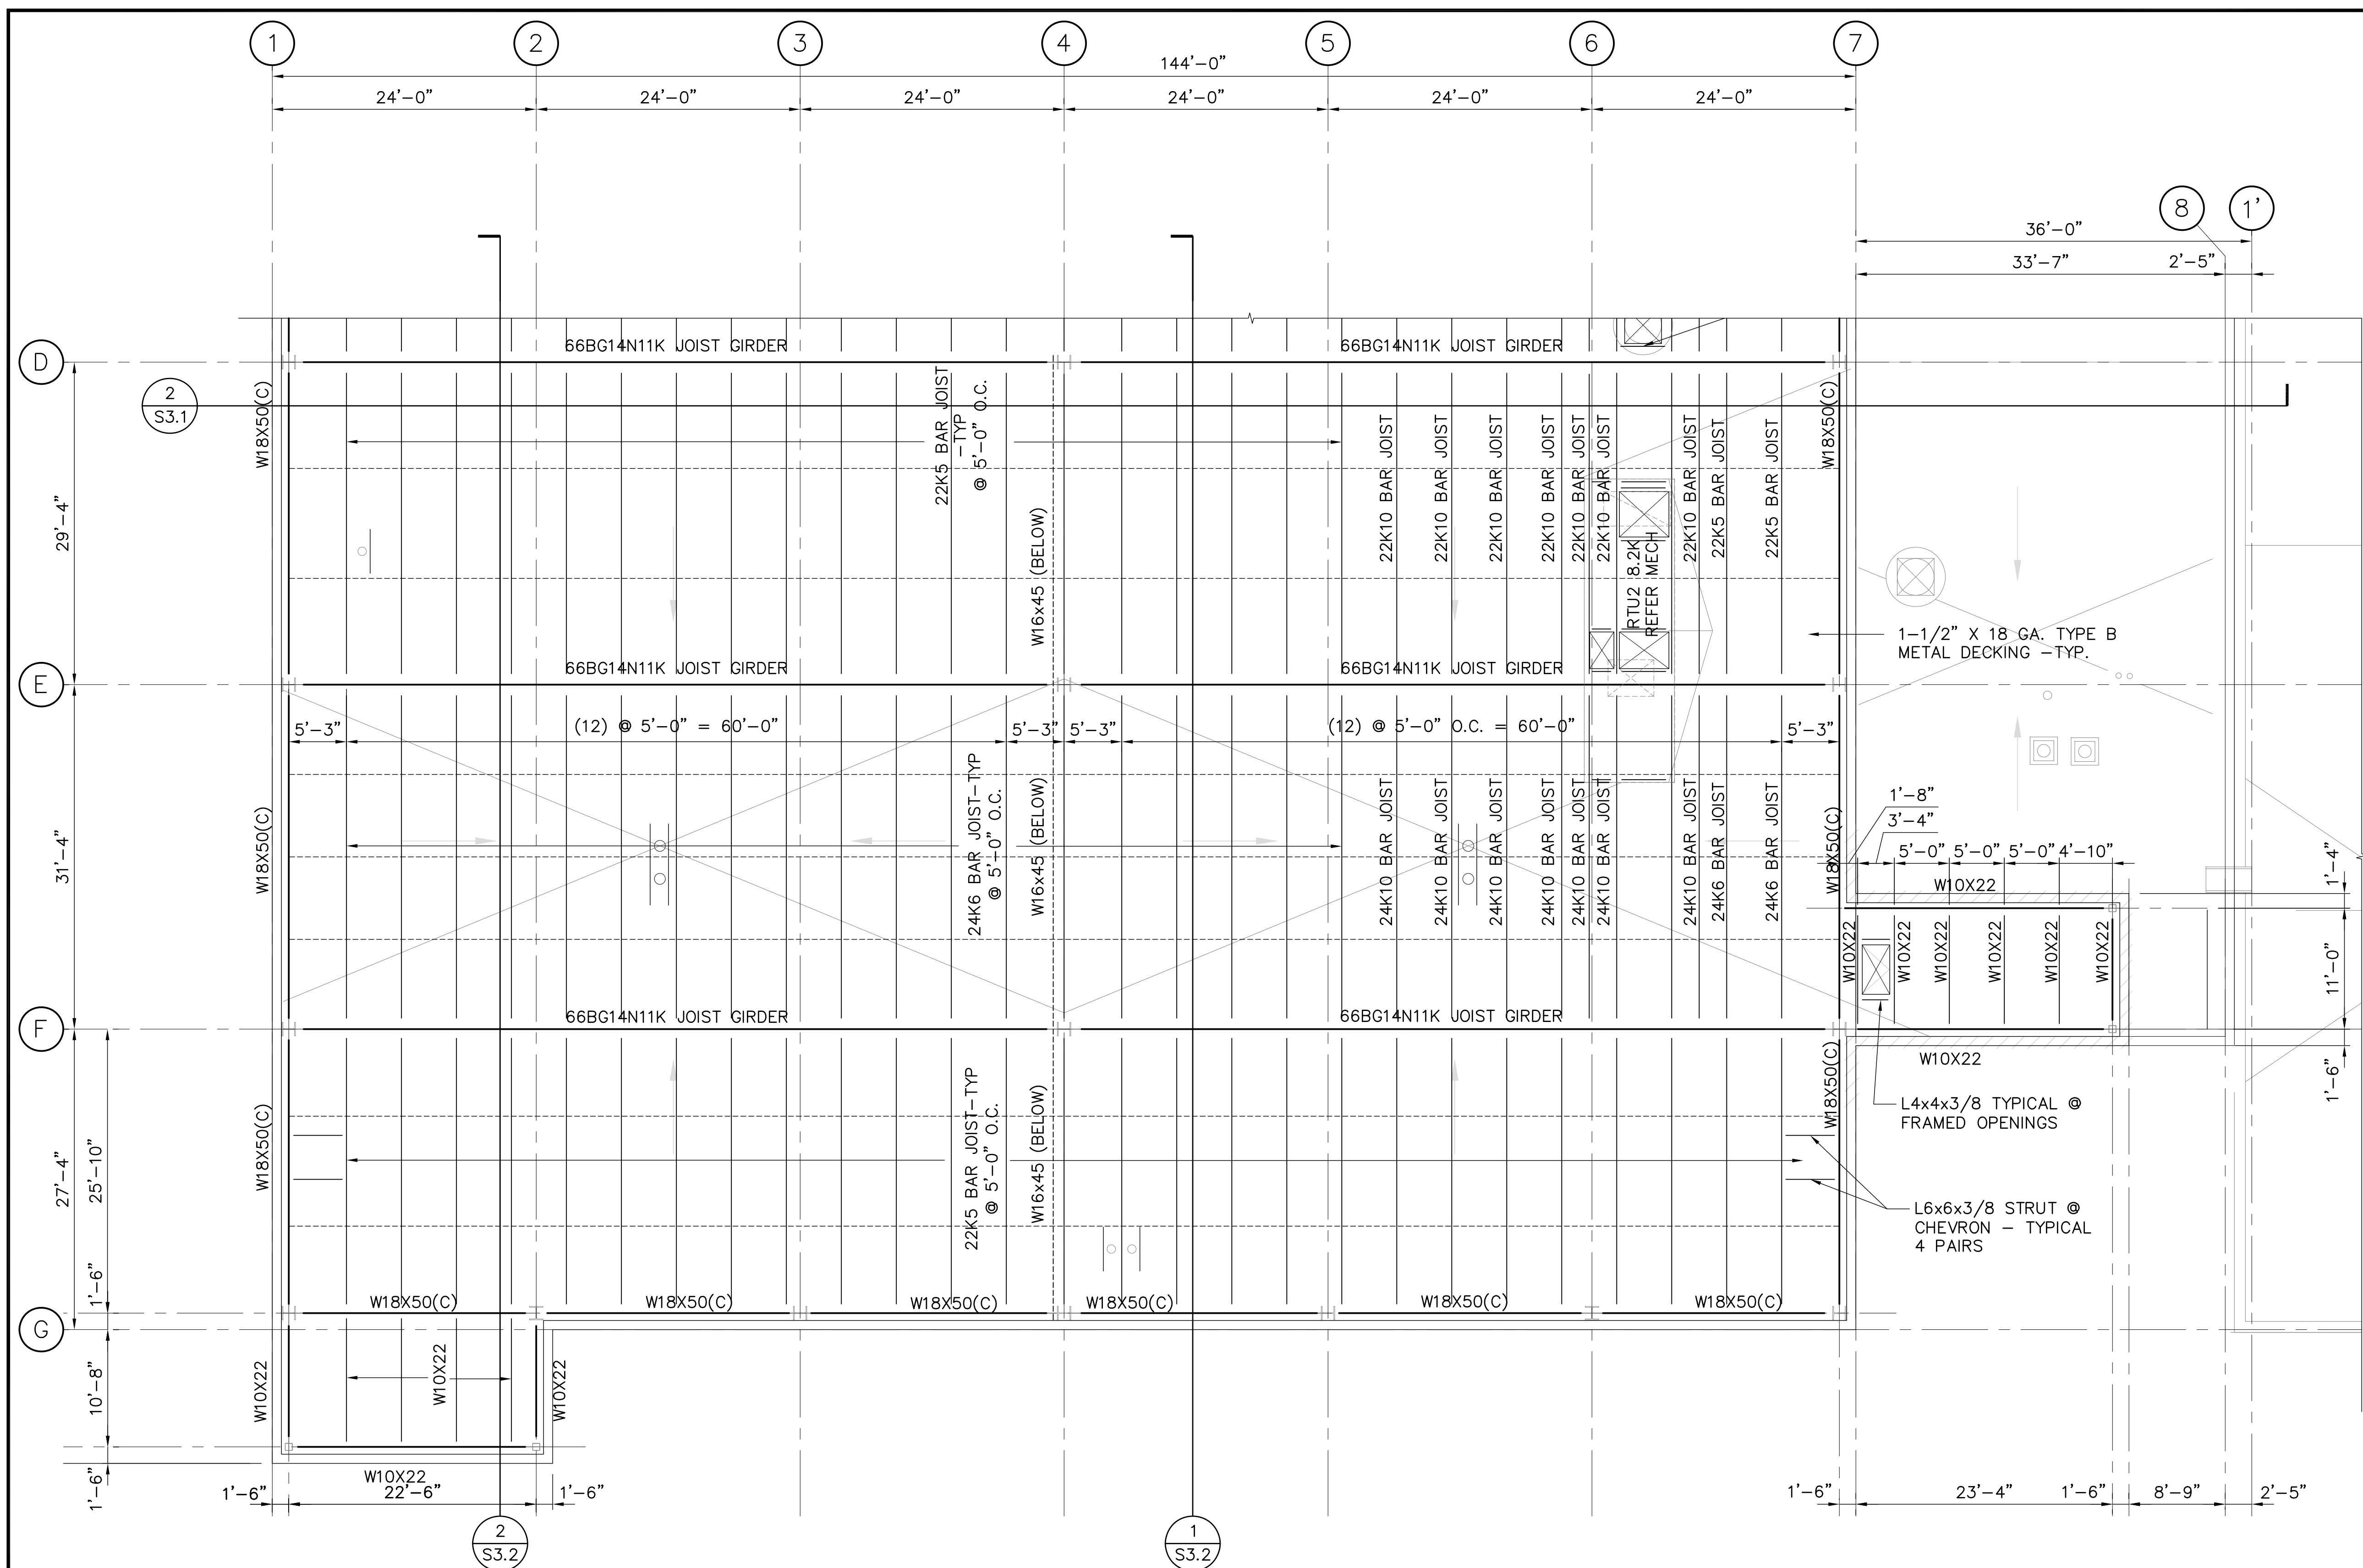 1
2
3
4
5
6
7
144'-0"
24'-0"
24'-0"
24'-0"
24'-0"
24'-0"
24'-0"
8
1'
36'-0"
33'-7"
2'-5"
D
66BG14N11K JOIST GIRDER
66BG14N11K JOIST GIRDER
2
S3.1
W18X50(C)
22K5 BAR JOIST
-TYP
@ 5'-0" O.C.
W18X50(C)
22K10 BAR JOIST
22K10 BAR JOIST
22K10 BAR JOIST
22K10 BAR JOIST
22K10 BAR JOIST
22K10 BAR JOIST
22K10 BAR JOIST
22K5 BAR JOIST
22K5 BAR JOIST
29'-4"
W16x45 (BELOW)
RTU2 8.2K
REFER MECH
1-1/2" X 18 GA. TYPE B
METAL DECKING -TYP.
E
66BG14N11K JOIST GIRDER
66BG14N11K JOIST GIRDER
5'-3"
(12) @ 5'-0" = 60'-0"
5'-3"
5'-3"
(12) @ 5'-0" O.C. = 60'-0"
5'-3"
31'-4"
W18X50(C)
24K6 BAR JOIST-TYP
@ 5'-0" O.C.
W16x45 (BELOW)
24K10 BAR JOIST
24K10 BAR JOIST
24K10 BAR JOIST
24K10 BAR JOIST
24K10 BAR JOIST
24K10 BAR JOIST
24K10 BAR JOIST
24K6 BAR JOIST
24K6 BAR JOIST
W18X50(C)
1'-8"
3'-4"
5'-0"
5'-0"
5'-0"
4'-10"
1'-4"
W10X22
W10X22
W10X22
W10X22
W10X22
W10X22
W10X22
11'-0"
F
66BG14N11K JOIST GIRDER
66BG14N11K JOIST GIRDER
W10X22
1'-6"
W18X50(C)
L4x4x3/8 TYPICAL @
FRAMED OPENINGS
27'-4"
25'-10"
W18X50(C)
22K5 BAR JOIST-TYP
@ 5'-0" O.C.
W16x45 (BELOW)
L6x6x3/8 STRUT @
CHEVRON - TYPICAL
4 PAIRS
1'-6"
W18X50(C)
W18X50(C)
W18X50(C)
W18X50(C)
W18X50(C)
W18X50(C)
G
10'-8"
W10X22
W10X22
W10X22
W10X22
1'-6"
1'-6"
22'-6"
1'-6"
1'-6"
23'-4"
1'-6"
8'-9"
2'-5"
2
S3.2
1
S3.2